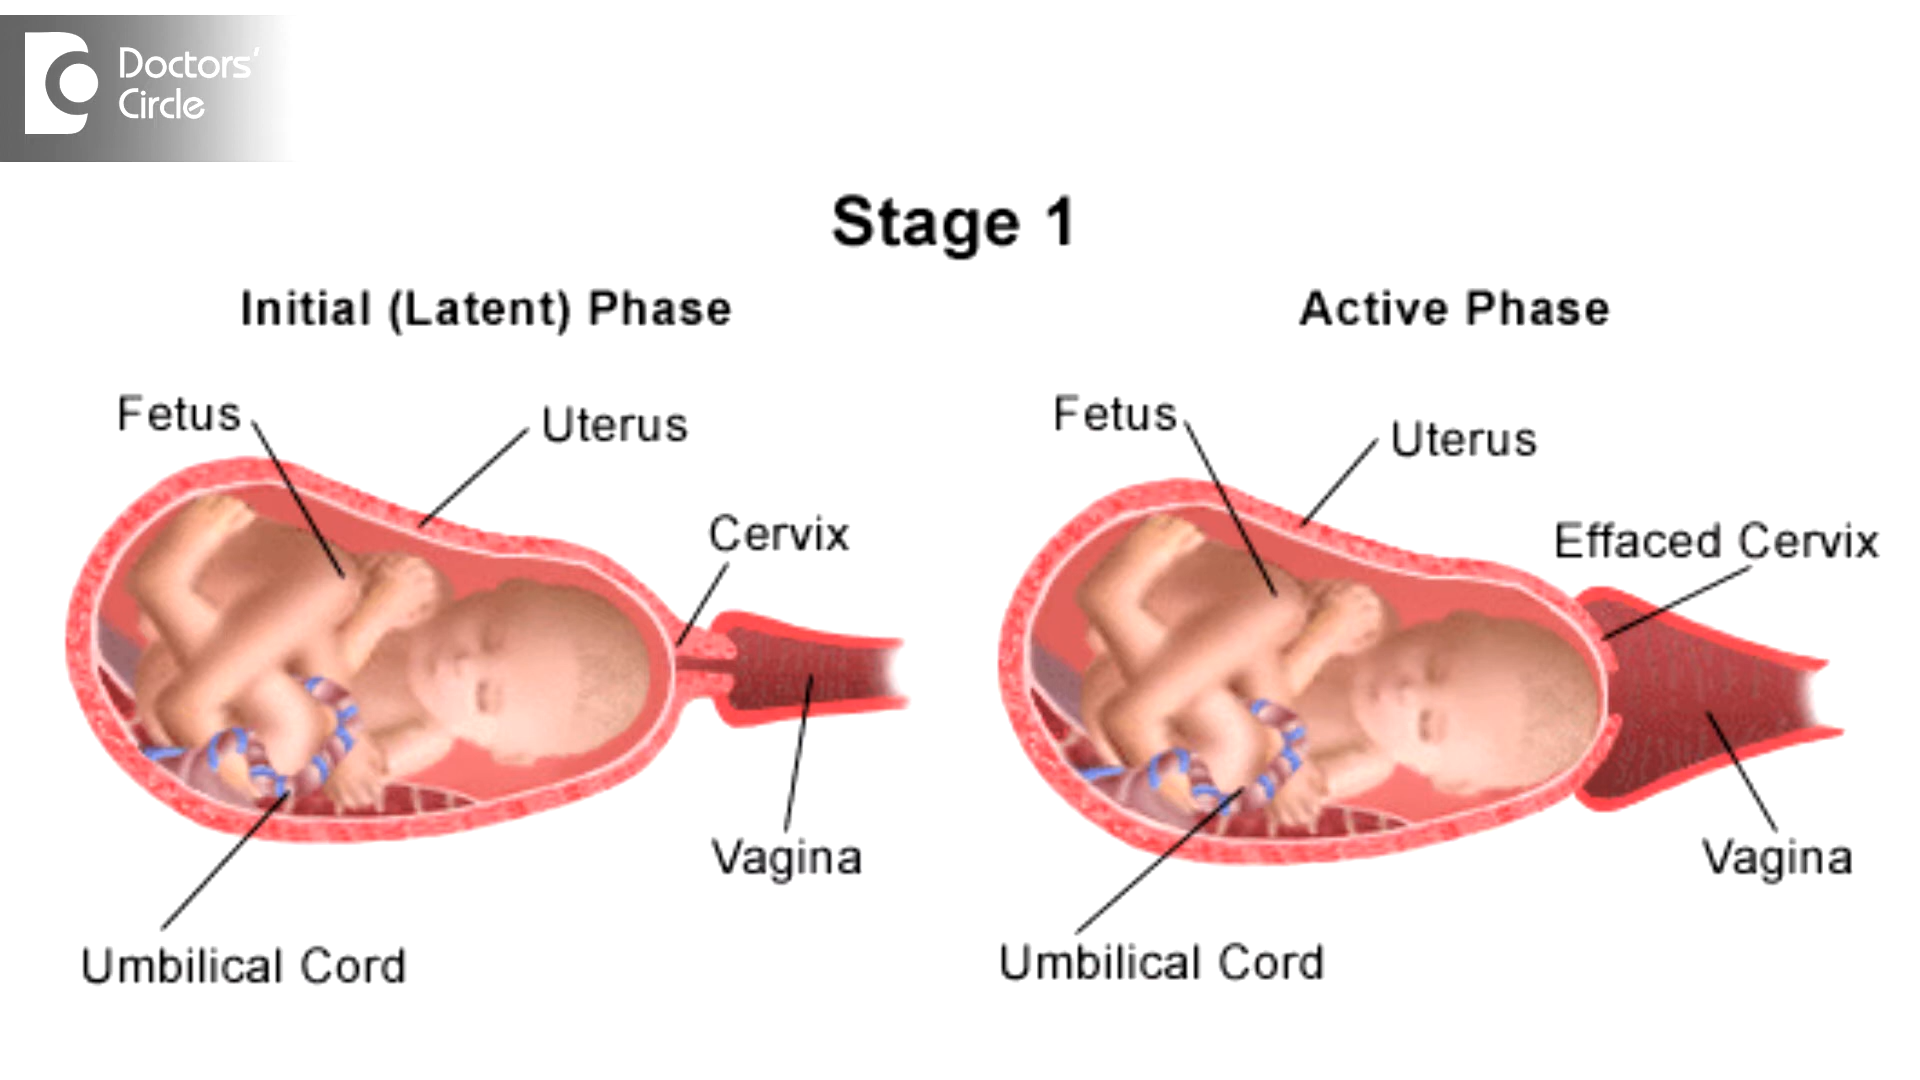 Doctors'
Circle
Stage 1
Initial (Latent) Phase
Active Phase
Fetus
Uterus
Cervix
Vagina
Umbilical Cord
Fetus
Uterus
Effaced Cervix
Vagina
Umbilical Cord